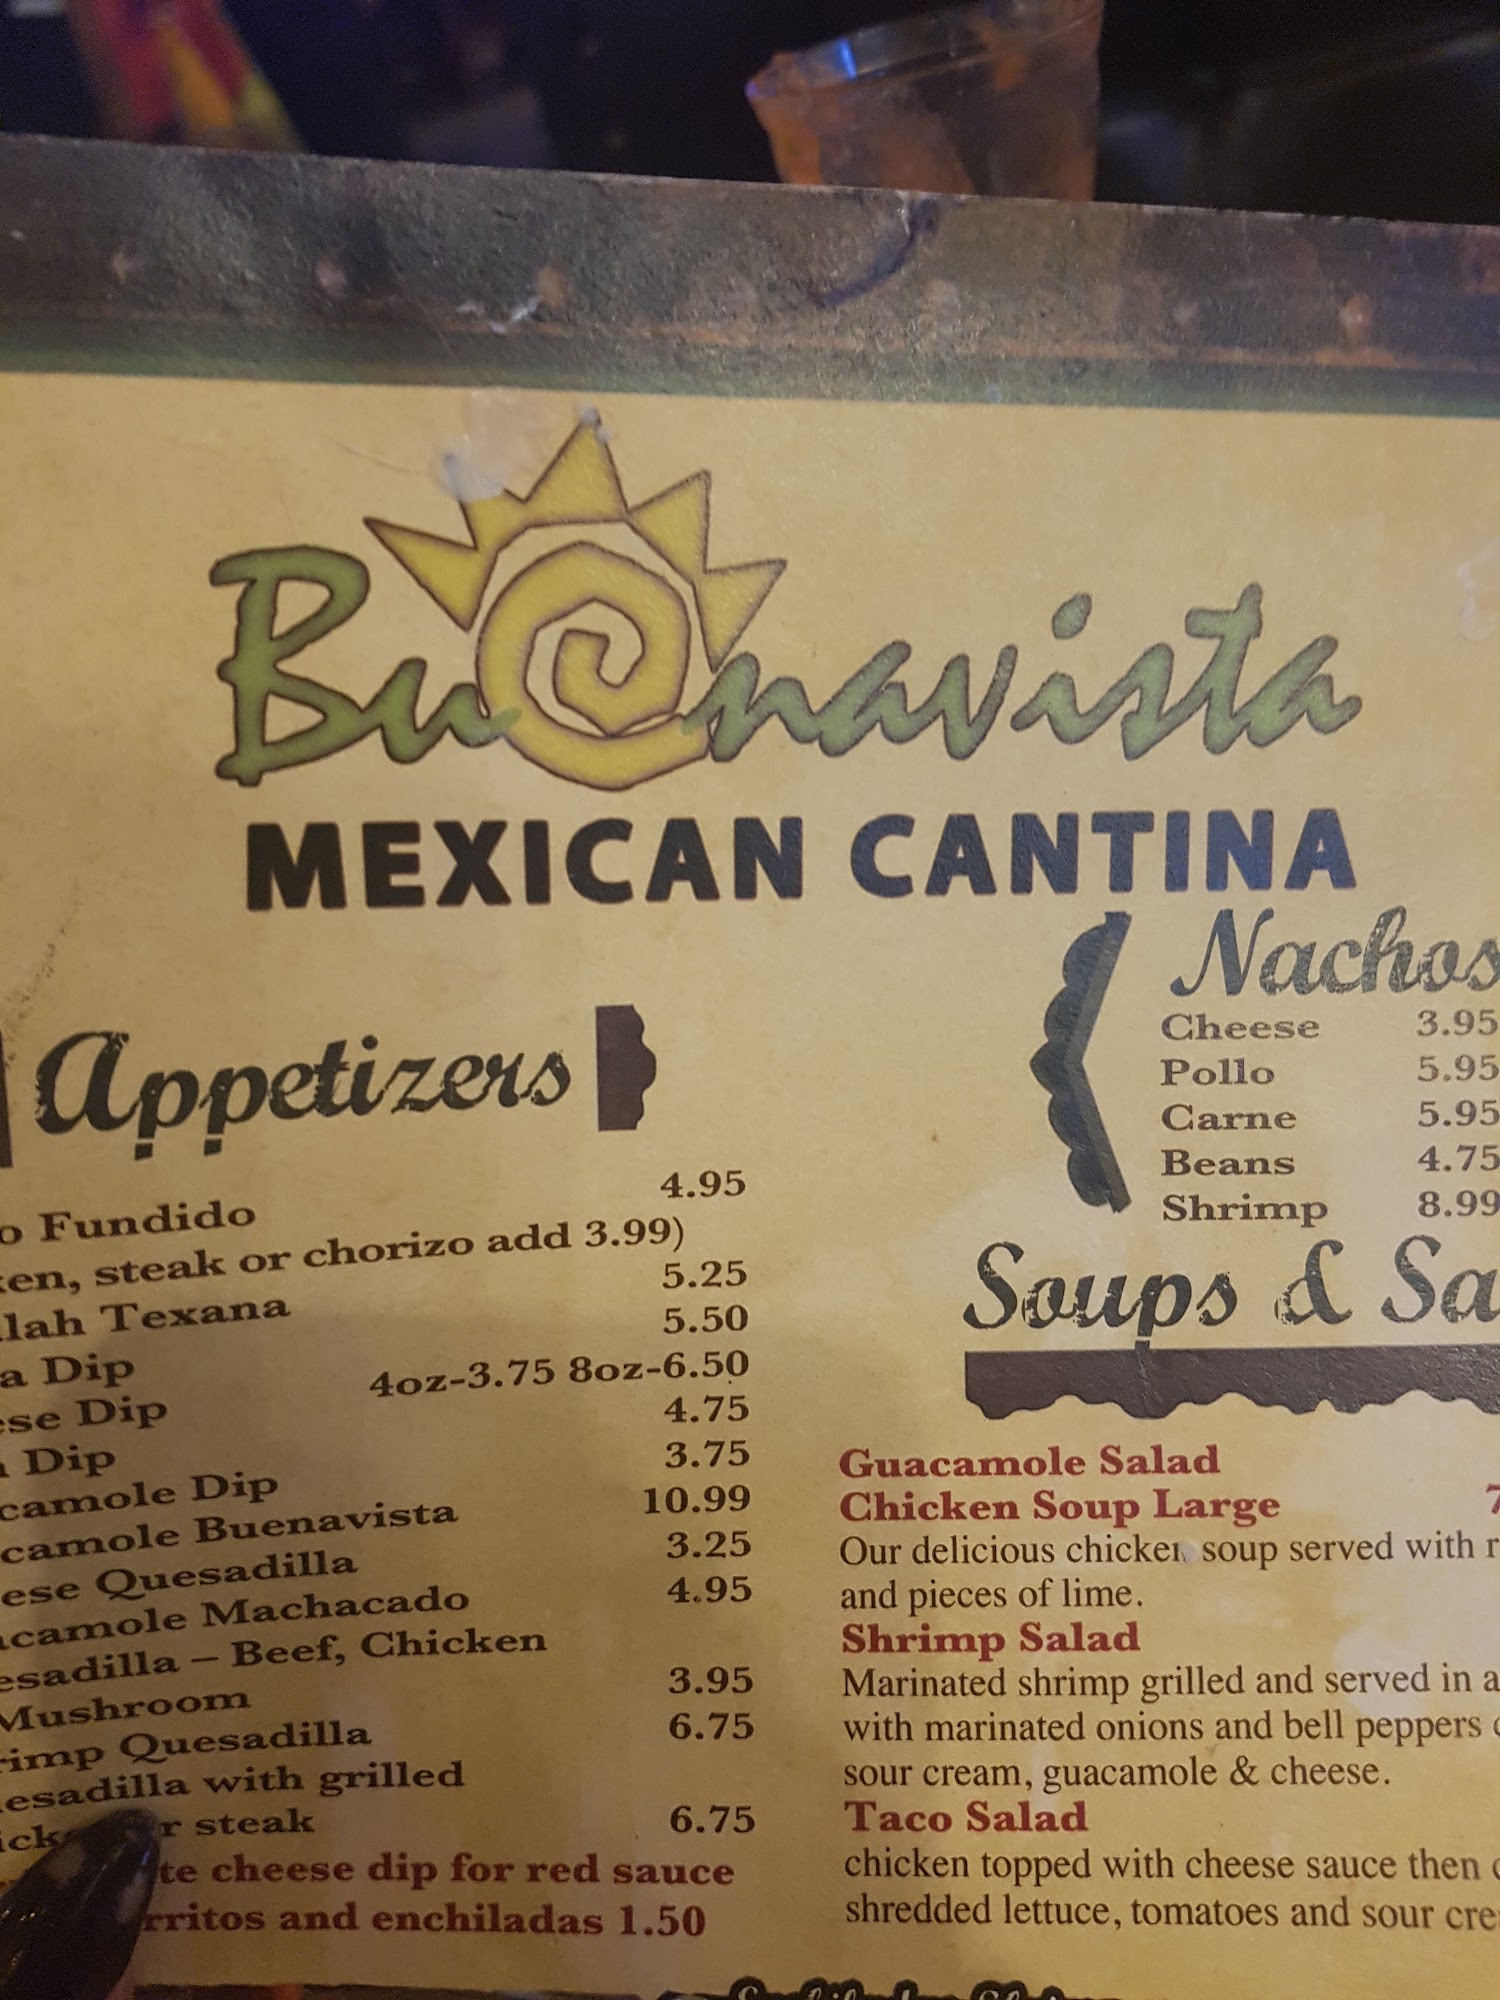 Buenavista
MEXICAN CANTINA
Appetizers
Fundido 4.95
steak or chorizo add 3.99)
Texana 5.25
Dip 5.50
Dip 4oz-3.75 8oz-6.50
Dip 4.75
Dip 3.75
Buenavista 10.99
Quesadilla 3.25
Machacado 4.95
– Beef, Chicken
Mushroom 3.95
Quesadilla 6.75
with grilled
steak 6.75
cheese dip for red sauce
and enchiladas 1.50
Nachos
Cheese 3.95
Pollo 5.95
Carne 5.95
Beans 4.75
Shrimp 8.99
Soups &
Guacamole Salad
Chicken Soup Large
Our delicious chicken soup served with
and pieces of lime.
Shrimp Salad
Marinated shrimp grilled and served in a
with marinated onions and bell peppers
sour cream, guacamole & cheese.
Taco Salad
chicken topped with cheese sauce then
shredded lettuce, tomatoes and sour